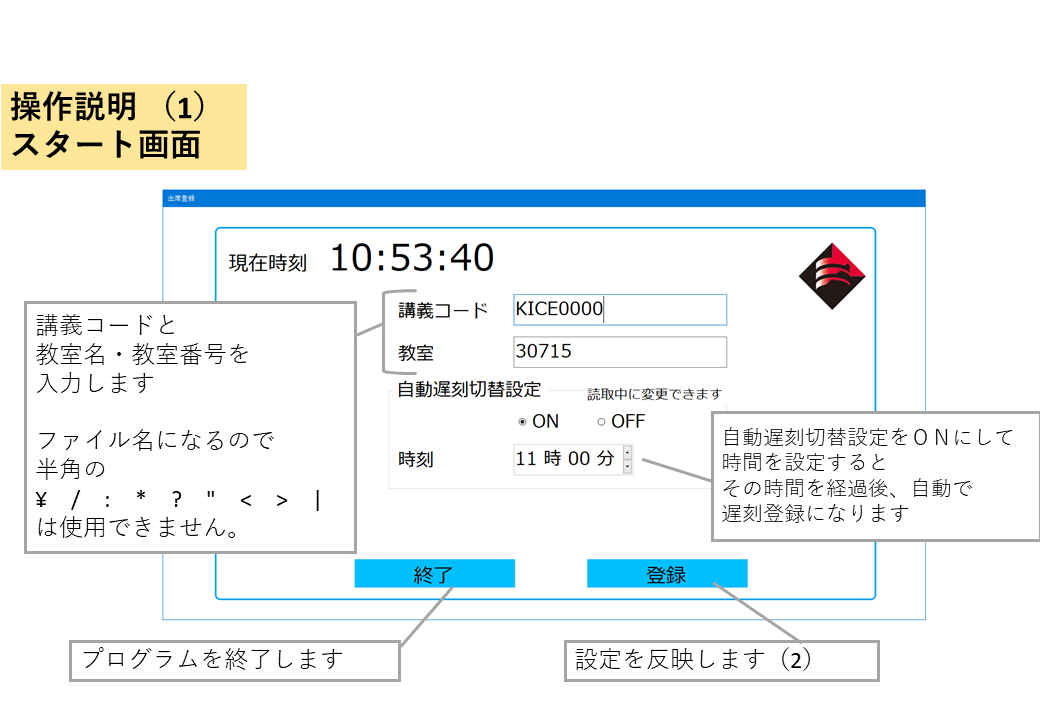 操作説明 （1）
スタート画面
出席登録
現在時刻 10:53:40
講義コード KICE0000
教室 30715
自動遅刻切替設定 読取中に変更できます
ON OFF
時刻 11 時 00 分
終了 登録
講義コードと
教室名・教室番号を
入力します
ファイル名になるので
半角の
¥ / : * ? " < > |
は使用できません。
自動遅刻切替設定をＯＮにして
時間を設定すると
その時間を経過後、自動で
遅刻登録になります
プログラムを終了します
設定を反映します（2）